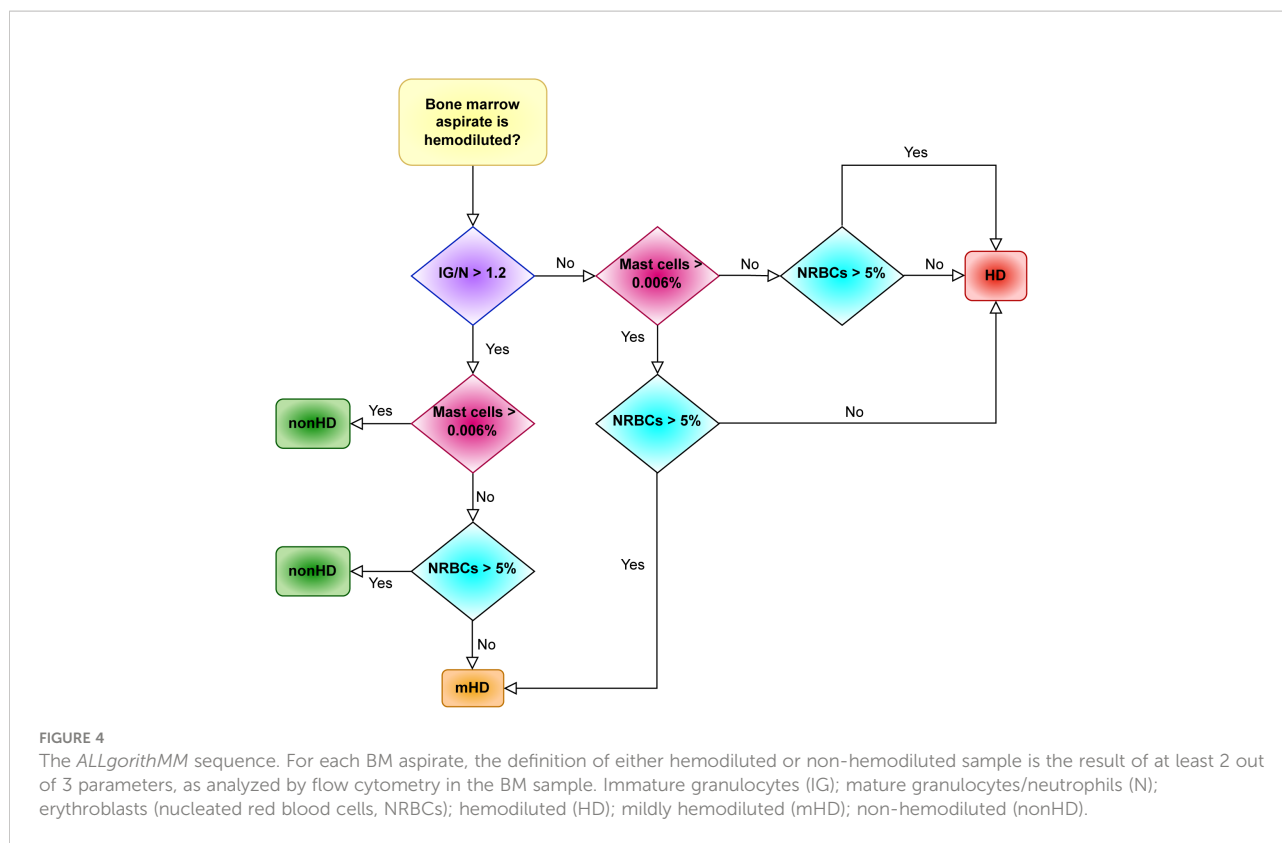 Bone marrow
aspirate is
hemodiluted?
Yes
IG/N > 1.2
No
Mast cells >
0.006%
No
NRBCs > 5%
No
HD
Yes
Yes
nonHD
Yes
Mast cells >
0.006%
NRBCs > 5%
No
No
Yes
nonHD
Yes
NRBCs > 5%
No
mHD
FIGURE 4
The ALLgorithMM sequence. For each BM aspirate, the definition of either hemodiluted or non-hemodiluted sample is the result of at least 2 out
of 3 parameters, as analyzed by flow cytometry in the BM sample. Immature granulocytes (IG); mature granulocytes/neutrophils (N);
erythroblasts (nucleated red blood cells, NRBCs); hemodiluted (HD); mildly hemodiluted (mHD); non-hemodiluted (nonHD).